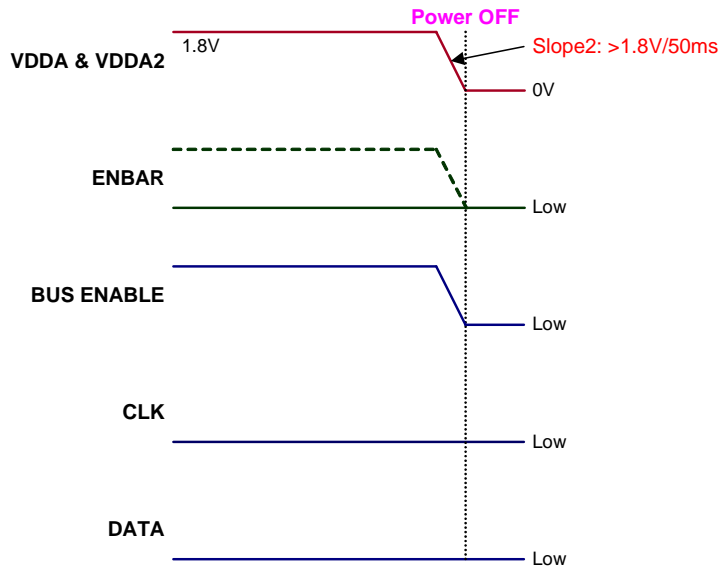 Power OFF
1.8V
Slope2: >1.8V/50ms
VDDA & VDDA2
0V
ENBAR
Low
BUS ENABLE
Low
CLK
Low
DATA
Low